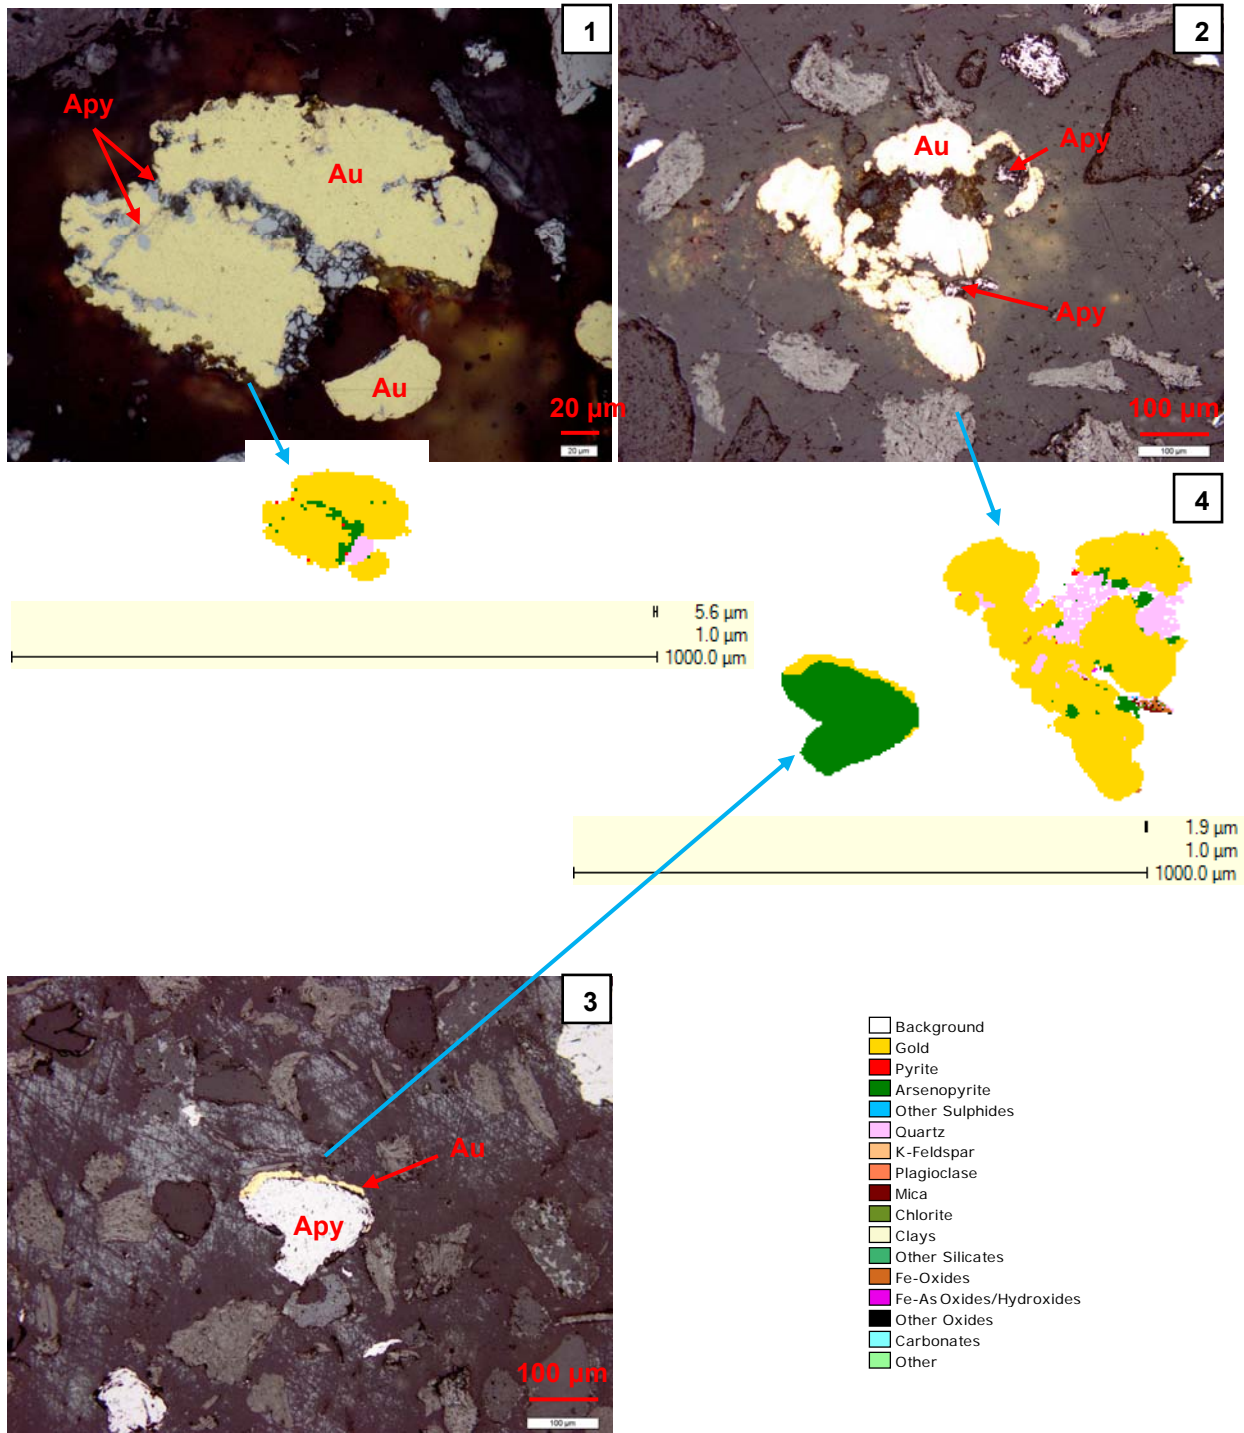 1
Apy
Au
Au
20 µm
20 µm
2
Au
Apy
Apy
100 µm
100 µm
4
5.6 µm
1.0 µm
1000.0 µm
1.9 µm
1.0 µm
1000.0 µm
3
Au
Apy
100 µm
100 µm
Background
Gold
Pyrite
Arsenopyrite
Other Sulphides
Quartz
K-Feldspar
Plagioclase
Mica
Chlorite
Clays
Other Silicates
Fe-Oxides
Fe-As Oxides/Hydroxides
Other Oxides
Carbonates
Other